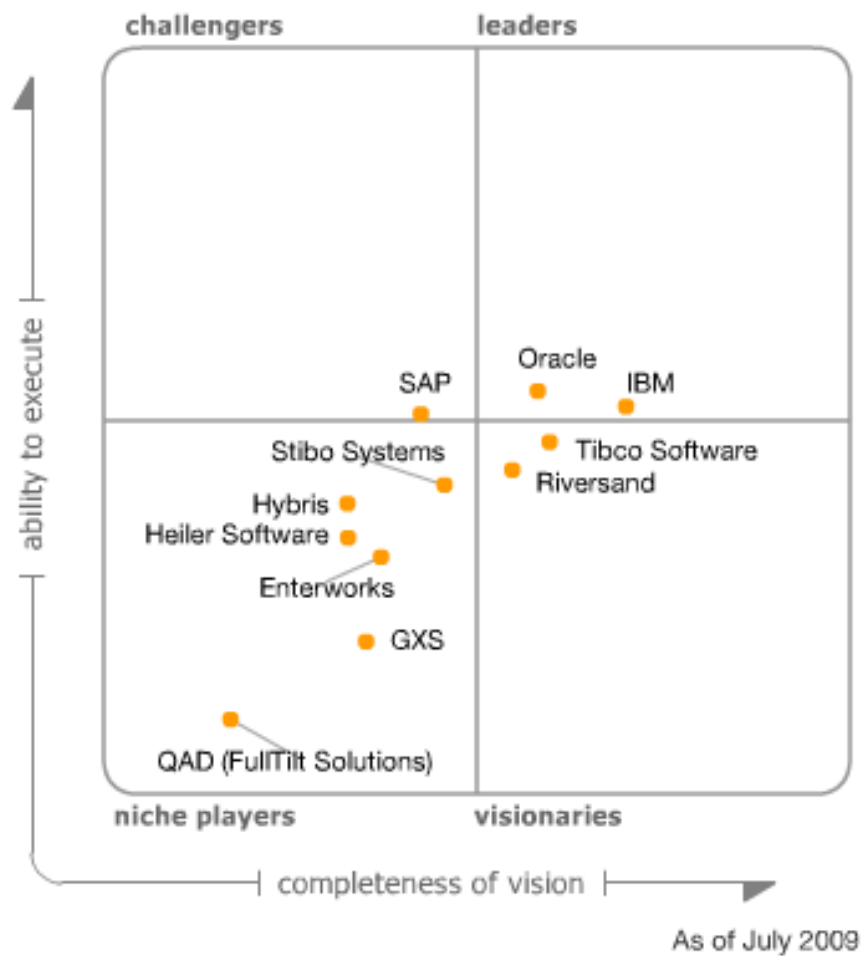 challengers
leaders
Oracle
SAP
IBM
Stibo Systems
Tibco Software
Riversand
Hybris
Heiler Software
Enterworks
GXS
QAD (FullTilt Solutions)
niche players
visionaries
ability to execute
completeness of vision
As of July 2009